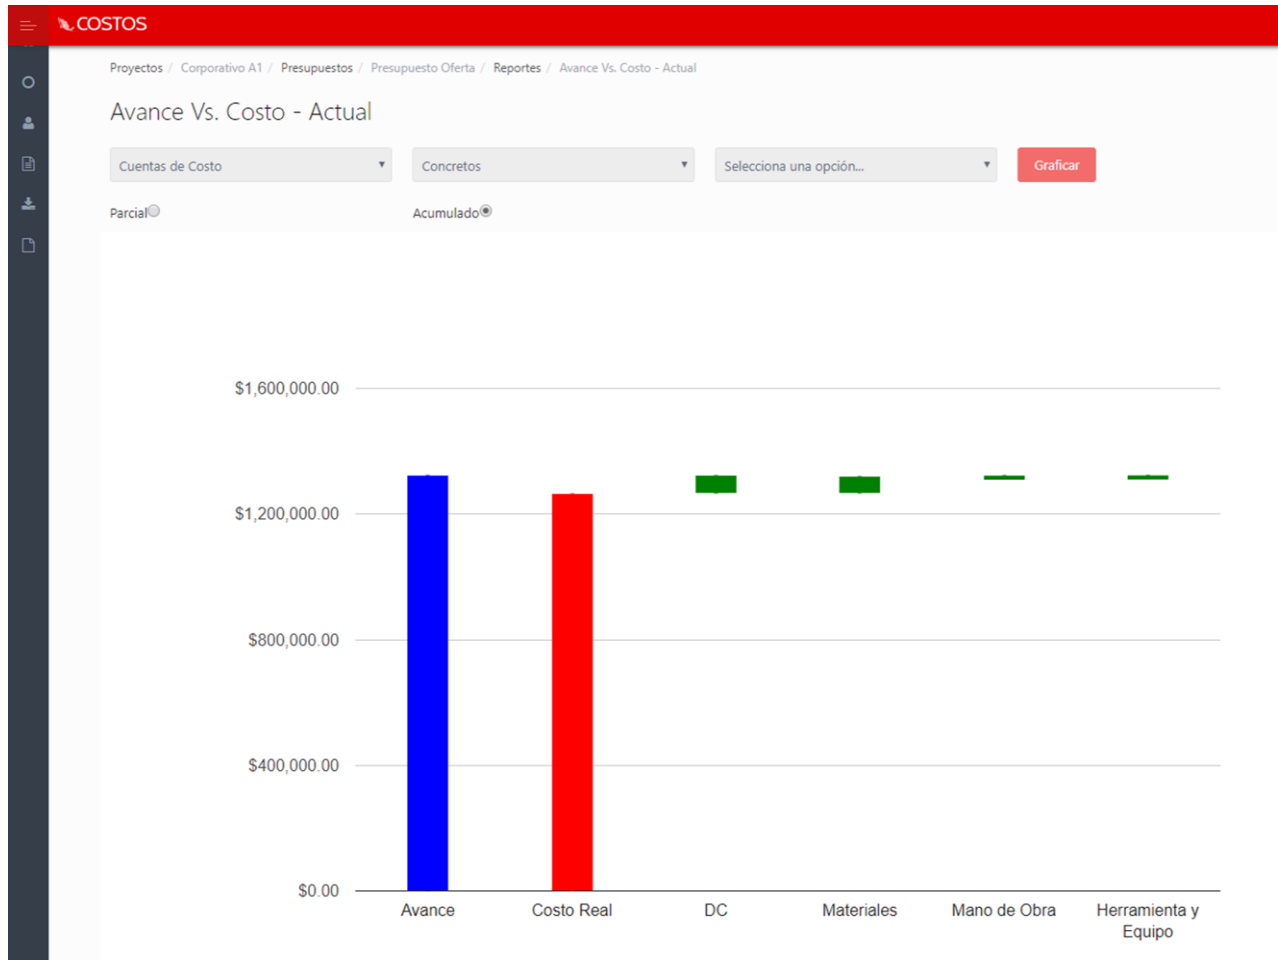 COSTOS
Proyectos / Corporativo A1 / Presupuestos / Presupuesto Oferta / Reportes / Avance Vs. Costo - Actual
Avance Vs. Costo - Actual
Cuentas de Costo Concretos Selecciona una opción... Graficar
Parcial Acumulado
$1,600,000.00
$1,200,000.00
$800,000.00
$400,000.00
$0.00
Avance Costo Real DC Materiales Mano de Obra Herramienta y
Equipo